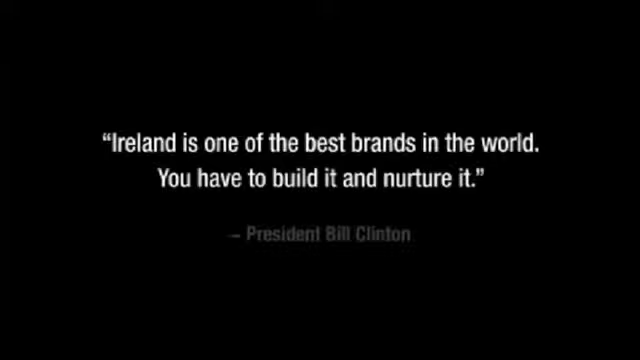 “Ireland is one of the best brands in the world.
You have to build it and nurture it.”
– President Bill Clinton